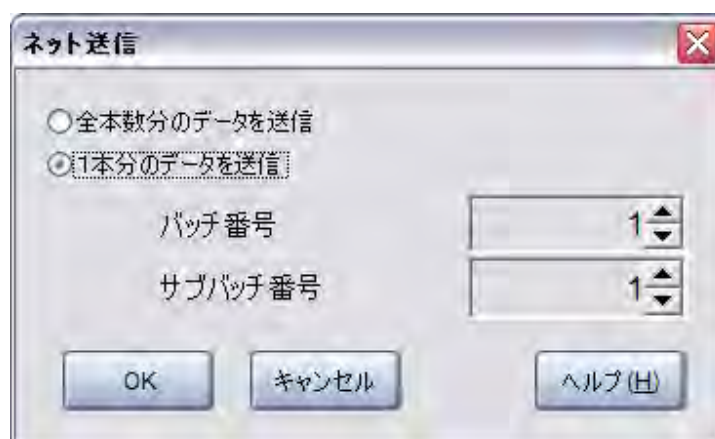 ネット送信
全本数分のデータを送信
1本分のデータを送信
バッチ番号 1
サブバッチ番号 1
OK キャンセル ヘルプ(H)